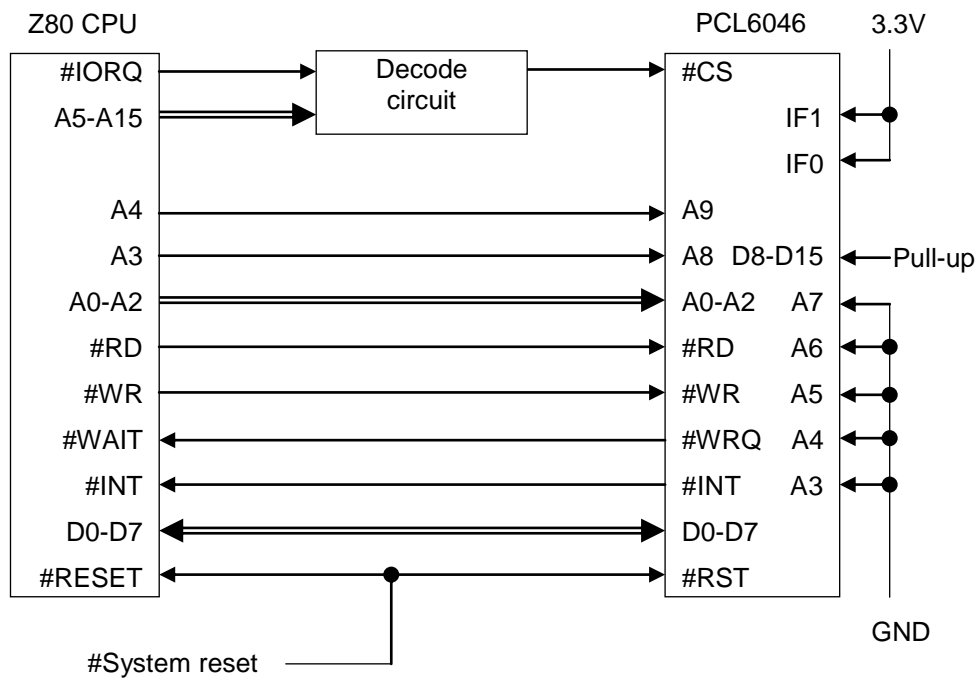 Z80 CPU
PCL6046
3.3V
#IORQ
Decode
circuit
#CS
A5-A15
IF1
IF0
A4
A9
A3
A8
D8-D15
Pull-up
A0-A2
A0-A2
A7
#RD
#RD
A6
#WR
#WR
A5
#WAIT
#WRQ
A4
#INT
#INT
A3
D0-D7
D0-D7
#RESET
#RST
GND
#System reset